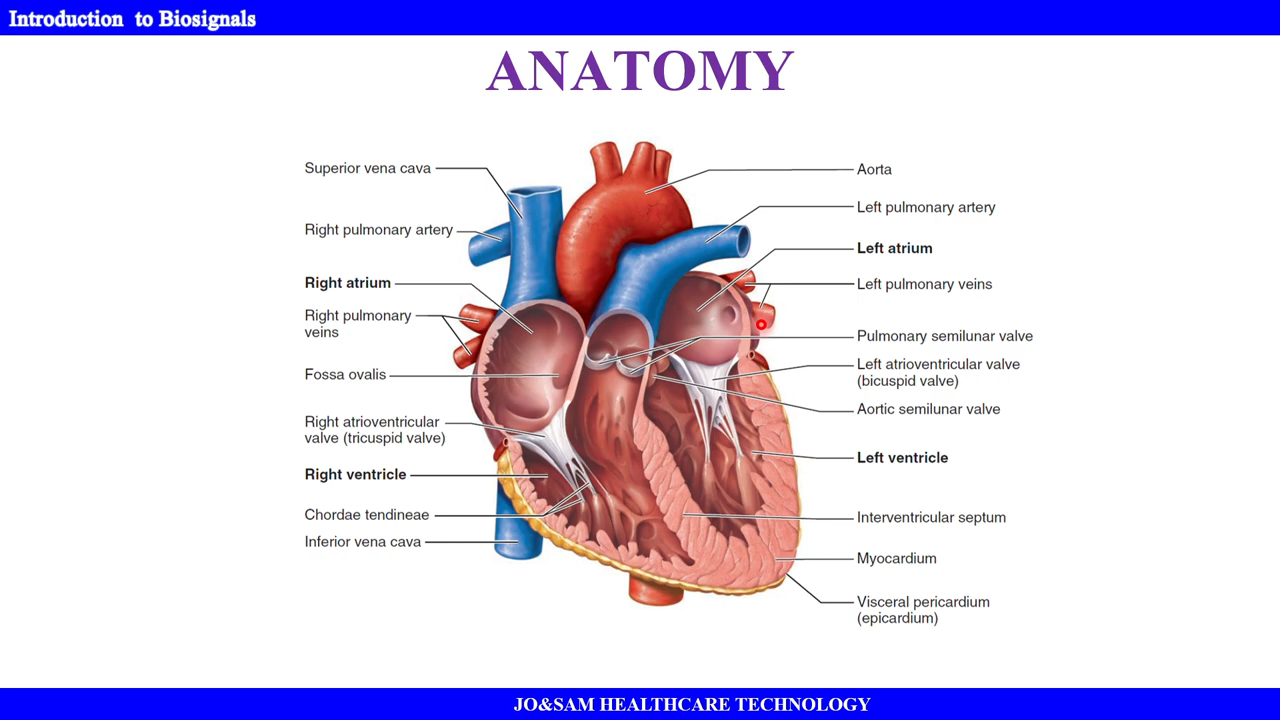 Introduction to Biosignals
ANATOMY
Superior vena cava
Right pulmonary artery
Right atrium
Right pulmonary
veins
Fossa ovalis
Right atrioventricular
valve (tricuspid valve)
Right ventricle
Chordae tendineae
Inferior vena cava
Aorta
Left pulmonary artery
Left atrium
Left pulmonary veins
Pulmonary semilunar valve
Left atrioventricular valve
(bicuspid valve)
Aortic semilunar valve
Left ventricle
Interventricular septum
Myocardium
Visceral pericardium
(epicardium)
JO&SAM HEALTHCARE TECHNOLOGY